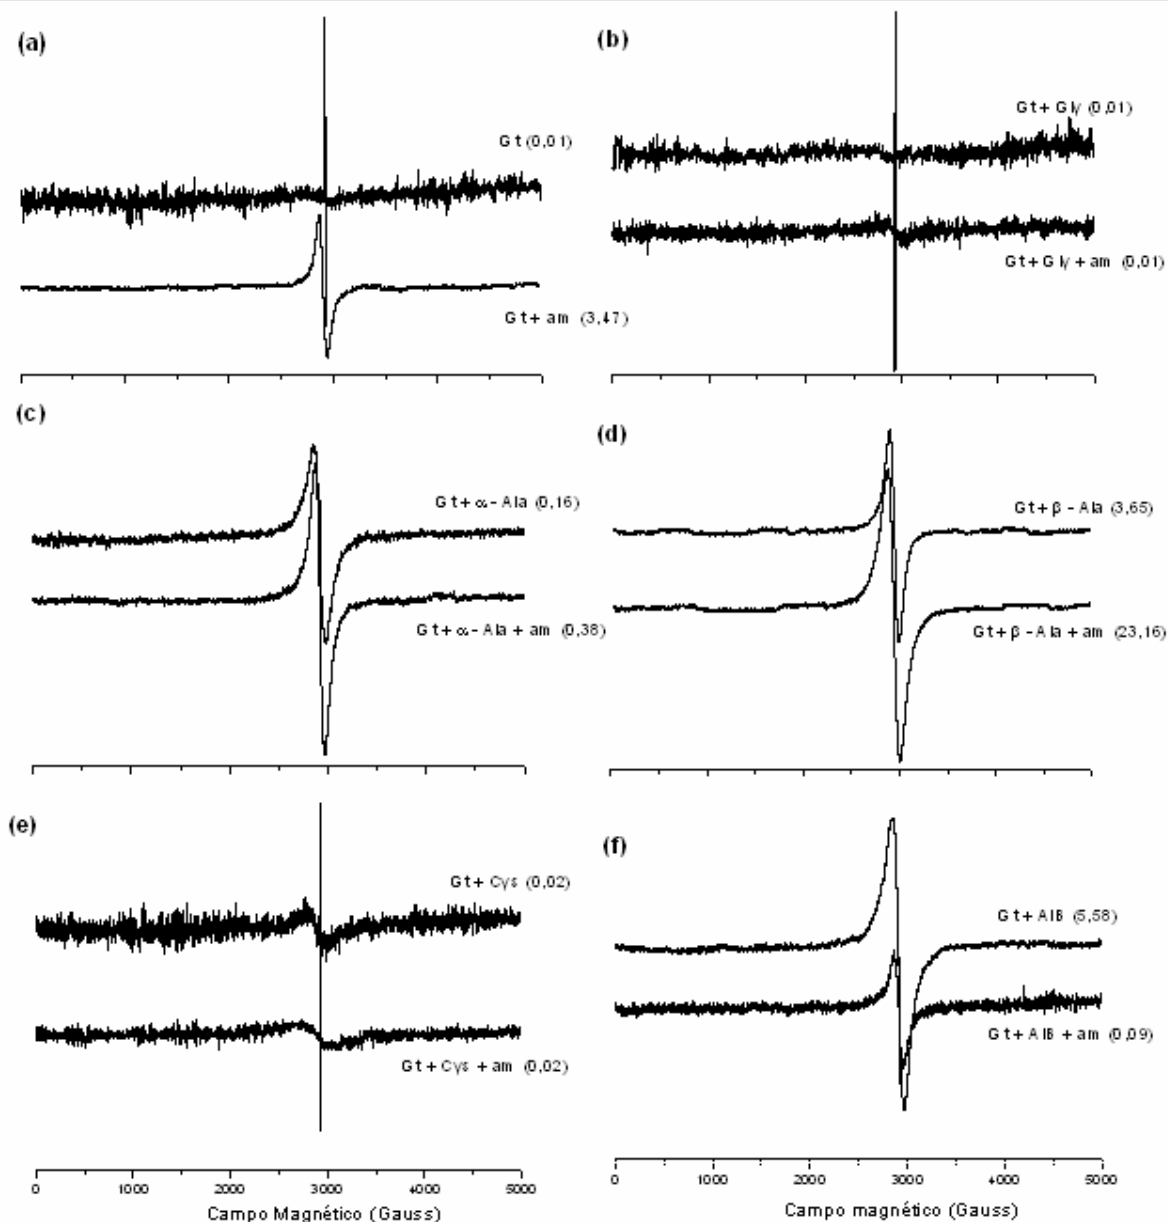 (a)
Gt (0,01)
Gt + am (3,47)
(b)
Gt + Gly (0,01)
Gt + Gly + am (0,01)
(c)
Gt + α - Ala (0,16)
Gt + α - Ala + am (0,38)
(d)
Gt + β - Ala (3,65)
Gt + β - Ala + am (23,16)
(e)
Gt + Cys (0,02)
Gt + Cys + am (0,02)
0 1000 2000 3000 4000 5000
Campo Magnético (Gauss)
(f)
Gt + AIB (5,58)
Gt + AIB + am (0,09)
0 1000 2000 3000 4000 5000
Campo magnético (Gauss)